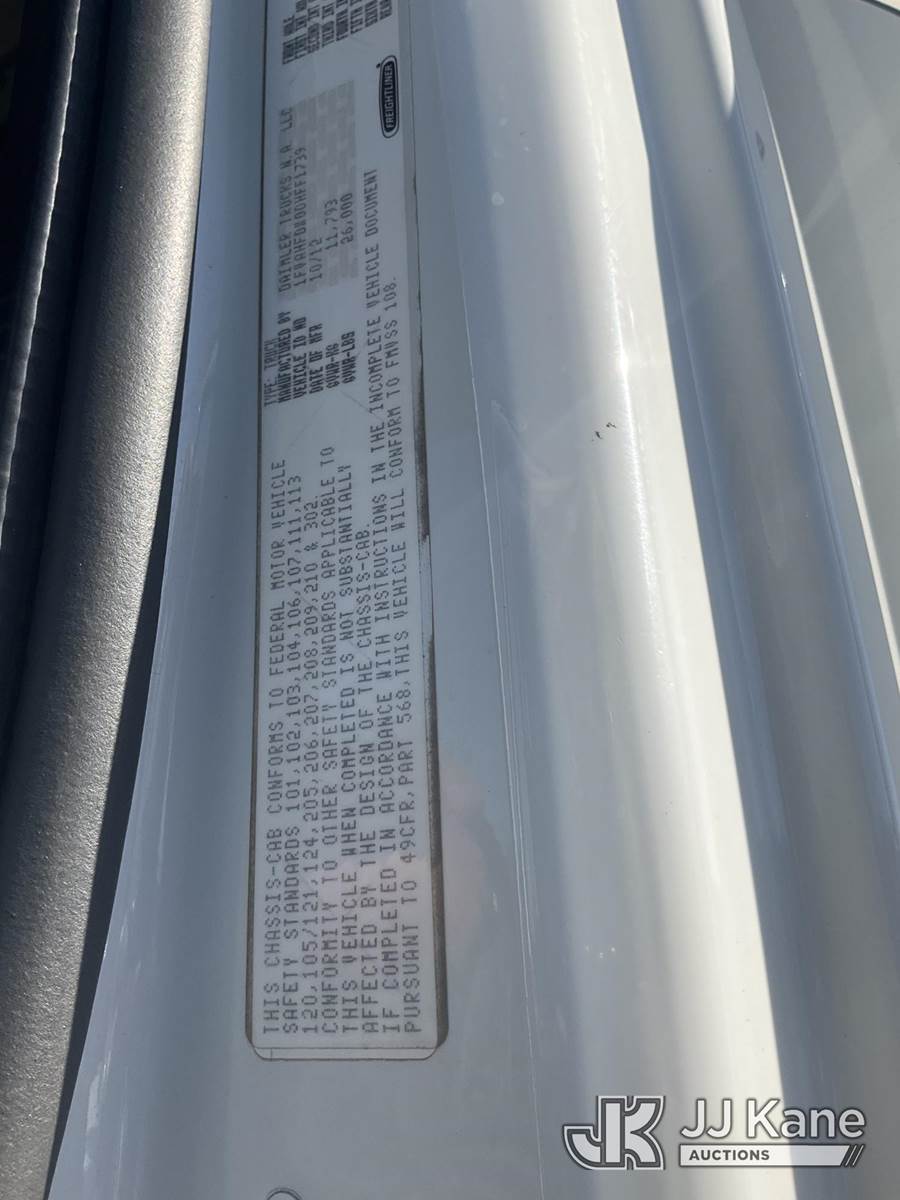 THIS CHASSIS-CAB CONFORMS TO FEDERAL MOTOR VEHICLE
SAFETY STANDARDS 101,102,103,104,106,107,111,113
120,105/121,124,205,206,207,208,209,210 & 302.
CONFORMITY TO OTHER SAFETY STANDARDS APPLICABLE TO
THIS VEHICLE WHEN COMPLETED IS NOT SUBSTANTIALLY
AFFECTED BY THE DESIGN OF THE CHASSIS-CAB.
IF COMPLETED IN ACCORDANCE WITH INSTRUCTIONS IN THE INCOMPLETE VEHICLE DOCUMENT
PURSUANT TO 49CFR,PART 568,THIS VEHICLE WILL CONFORM TO FMVSS 108.
TYPE: TRUCK
MANUFACTURED BY DAIMLER TRUCKS N.A. LLC
VEHICLE ID NO
DATE OF MFR 10/12
GVWR-KG 11,793
GVWR-LBS 26,000
FREIGHTLINER
JK JJ Kane
AUCTIONS